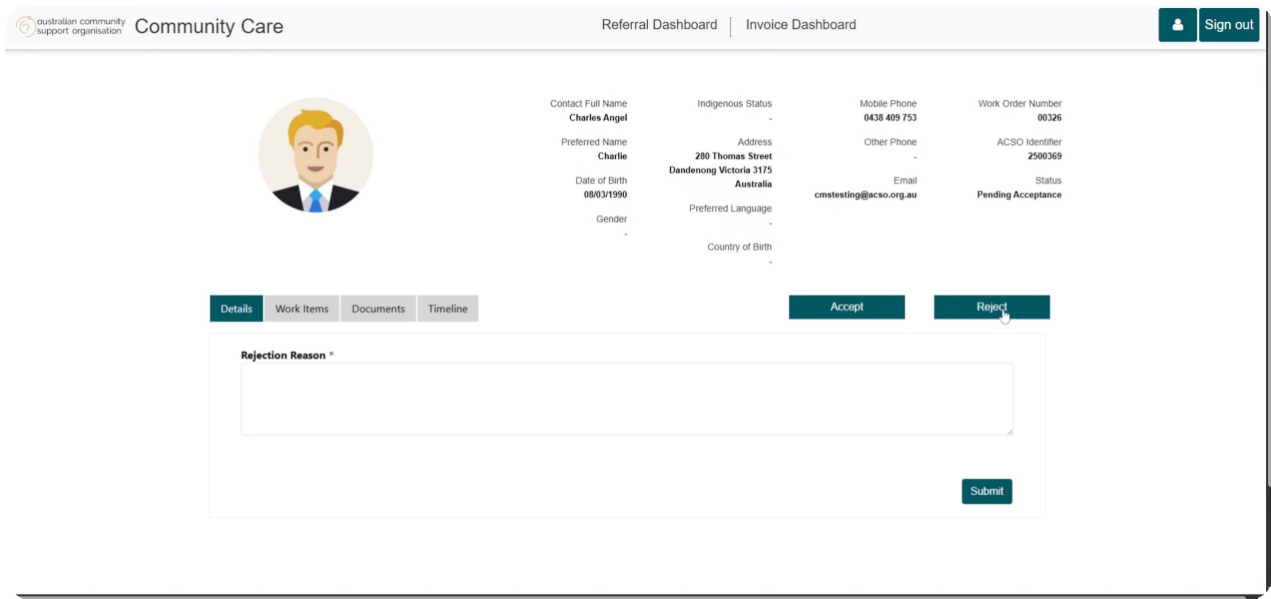 australian community
support organisation
Community Care
Referral Dashboard
Invoice Dashboard
Sign out
Contact Full Name
Charles Angel
Preferred Name
Charlie
Date of Birth
08/03/1990
Gender
-
Indigenous Status
-
Address
280 Thomas Street
Dandenong Victoria 3175
Australia
Preferred Language
-
Country of Birth
-
Mobile Phone
0438 409 753
Other Phone
-
Email
cmstesting@acso.org.au
Work Order Number
00326
ACSO Identifier
2500369
Status
Pending Acceptance
Details
Work Items
Documents
Timeline
Accept
Reject
Rejection Reason *
Submit